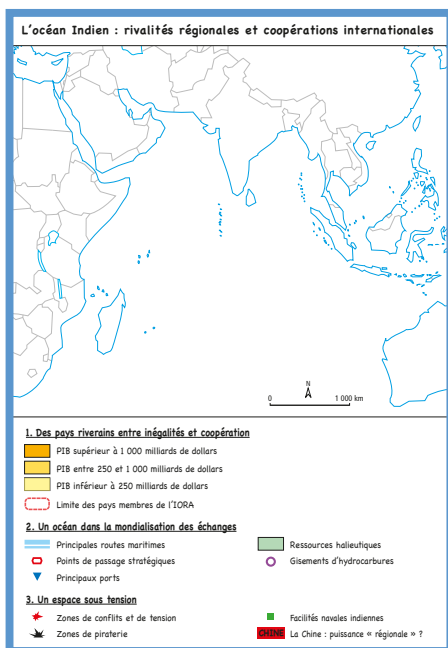 L'océan Indien : rivalités régionales et coopérations internationales
N
0 1 000 km
1. Des pays riverains entre inégalités et coopération
PIB supérieur à 1 000 milliards de dollars
PIB entre 250 et 1 000 milliards de dollars
PIB inférieur à 250 milliards de dollars
Limite des pays membres de l'IORA
2. Un océan dans la mondialisation des échanges
Principales routes maritimes
Points de passage stratégiques
Principaux ports
Ressources halieutiques
Gisements d'hydrocarbures
3. Un espace sous tension
Zones de conflits et de tension
Zones de piraterie
Facilités navales indiennes
CHINE La Chine : puissance « régionale » ?